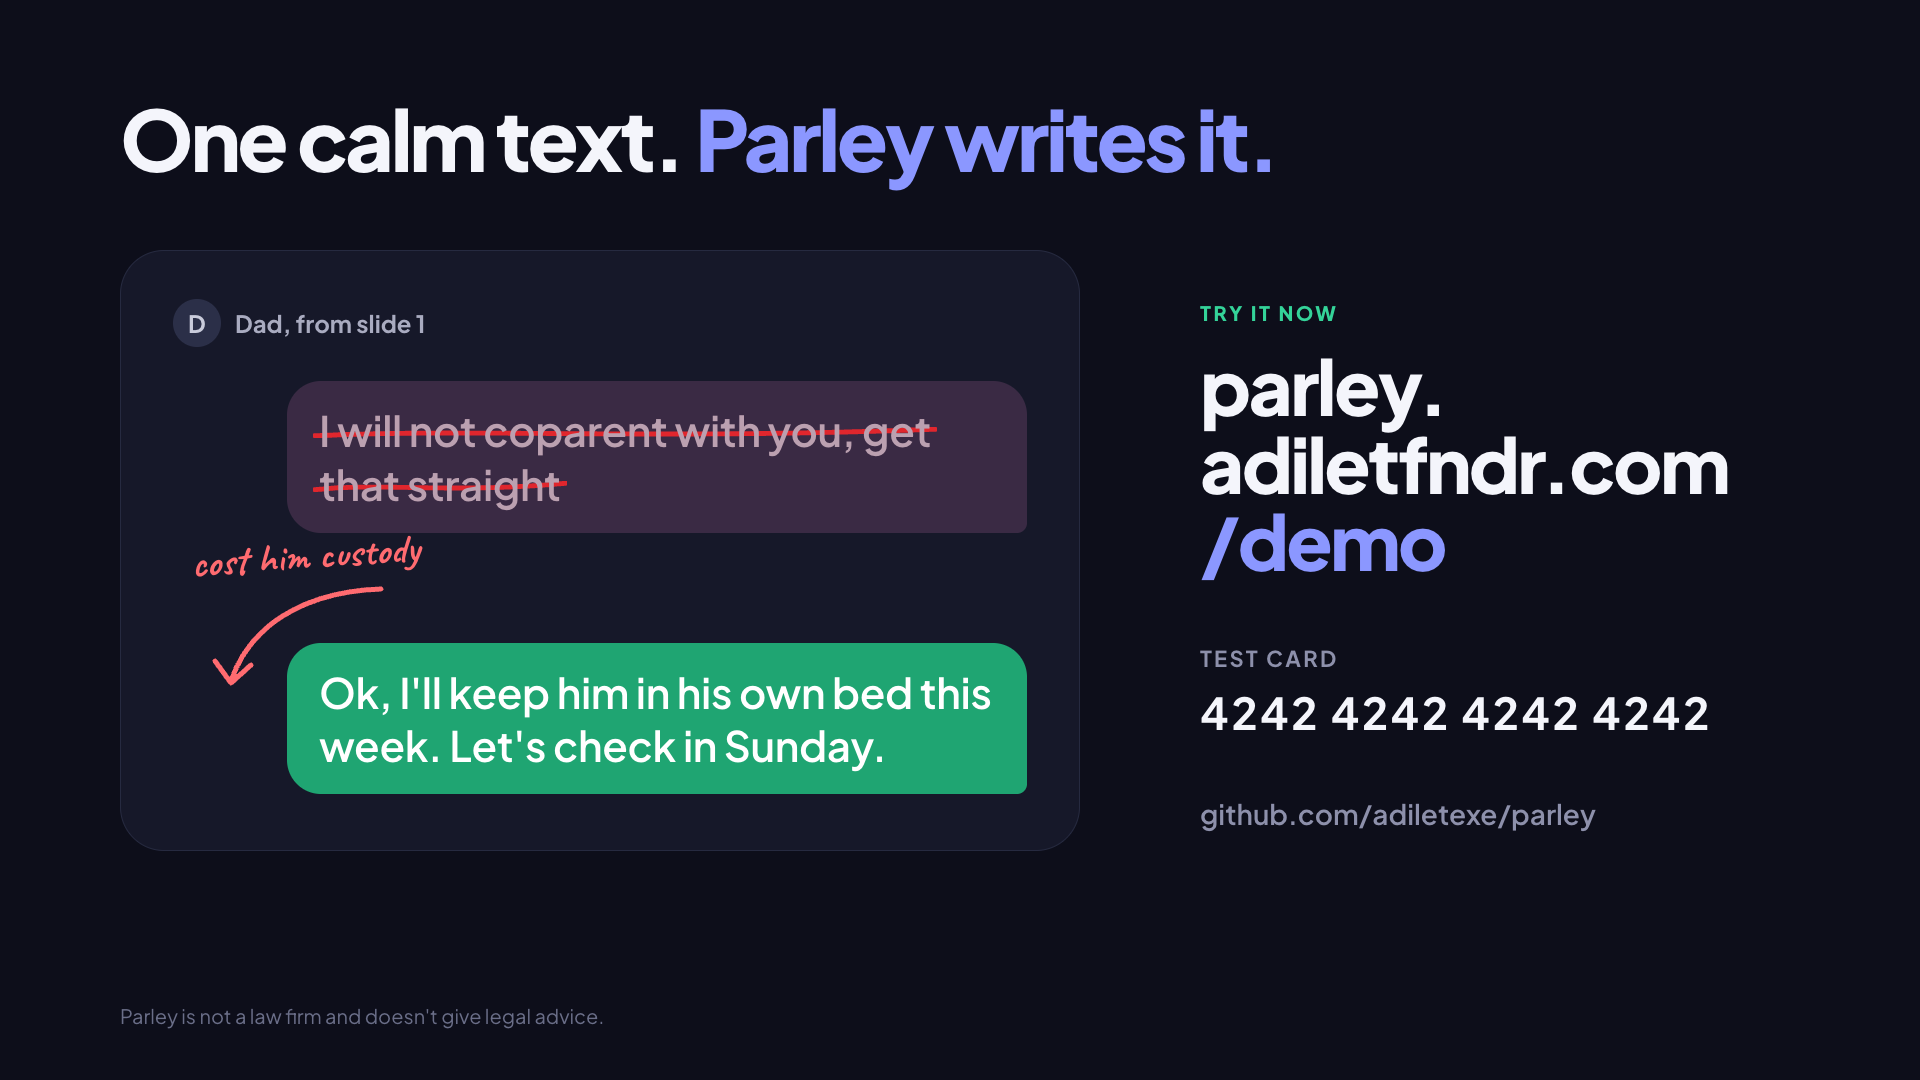 One calm text. Parley writes it.
D
Dad, from slide 1
I will not coparent with you, get
that straight
cost him custody
Ok, I'll keep him in his own bed this
week. Let's check in Sunday.
TRY IT NOW
parley.
adiletfndr.com
/demo
TEST CARD
4242 4242 4242 4242
github.com/adiletexe/parley
Parley is not a law firm and doesn't give legal advice.